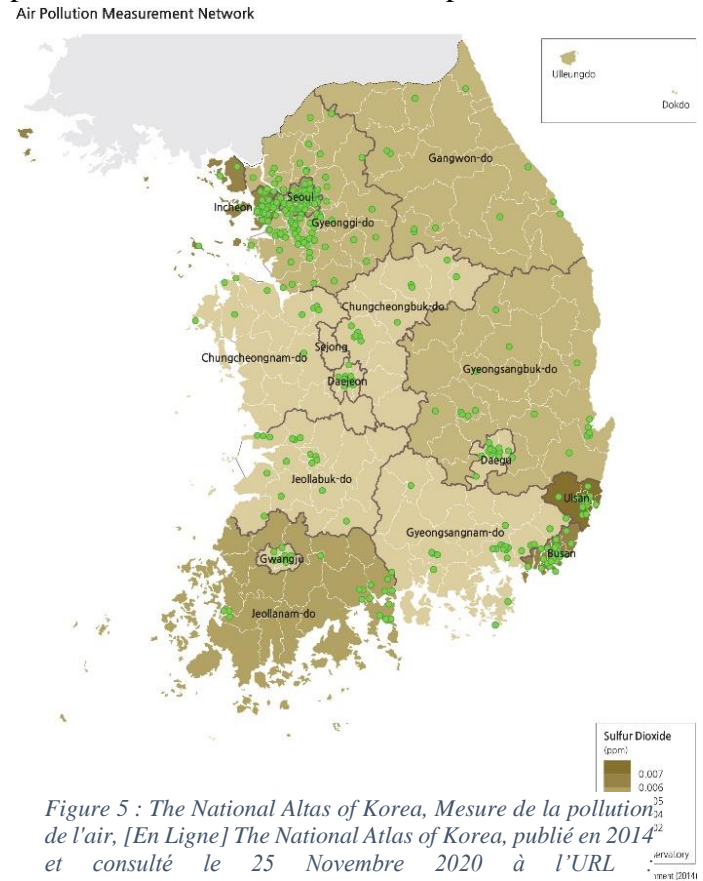 Air Pollution Measurement Network
Ulleungdo
Dokdo
Gangwon-do
Seoul
Incheon
Gyeonggi-do
Chungcheongbuk-do
Sejong
Chungcheongnam-do
Daejeon
Gyeongsangbuk-do
Daegu
Jeollabuk-do
Ulsan
Gyeongsangnam-do
Busan
Gwangju
Jeollanam-do
Sulfur Dioxide
(ppm)
0.007
0.006
Figure 5 : The National Altas of Korea, Mesure de la pollution
de l'air, [En Ligne] The National Atlas of Korea, publié en 2014
et consulté le 25 Novembre 2020 à l'URL :